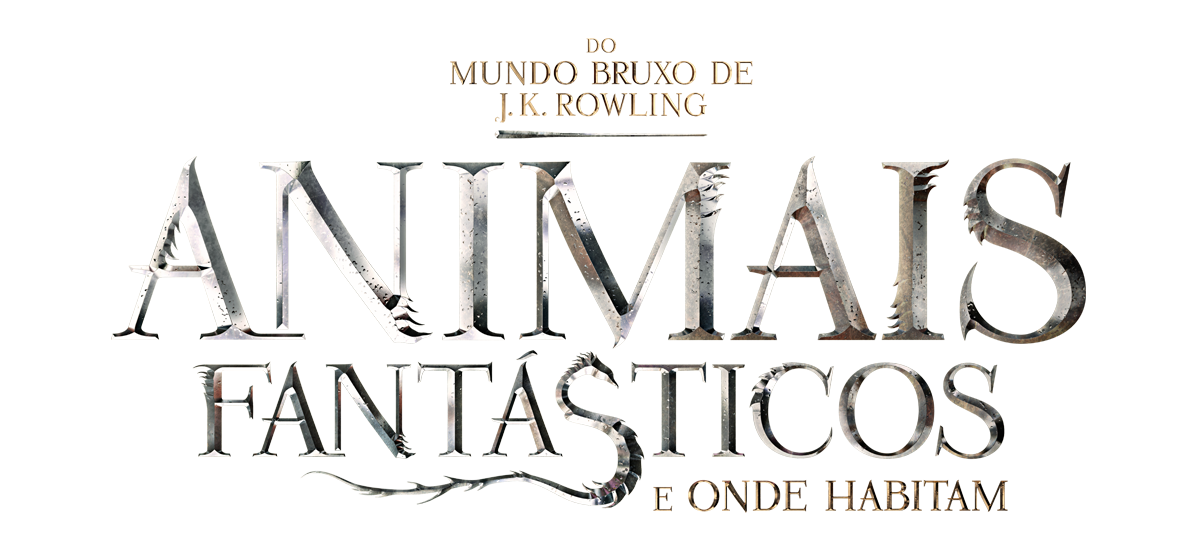 DO
MUNDO BRUXO DE
J.K. ROWLING
ANIMAIS
FANTÁSTICOS
E ONDE HABITAM